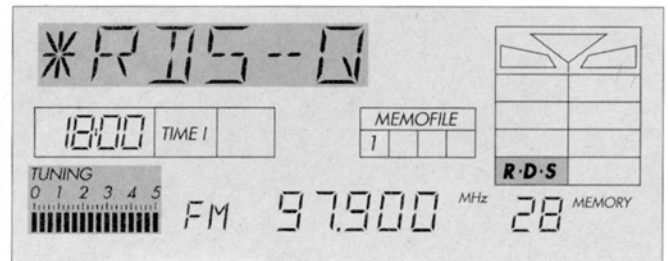 *RDS--Q
18:00 TIME I
MEMOFILE
1
R·D·S
TUNING
0 1 2 3 4 5
FM 97.900 MHz 28 MEMORY